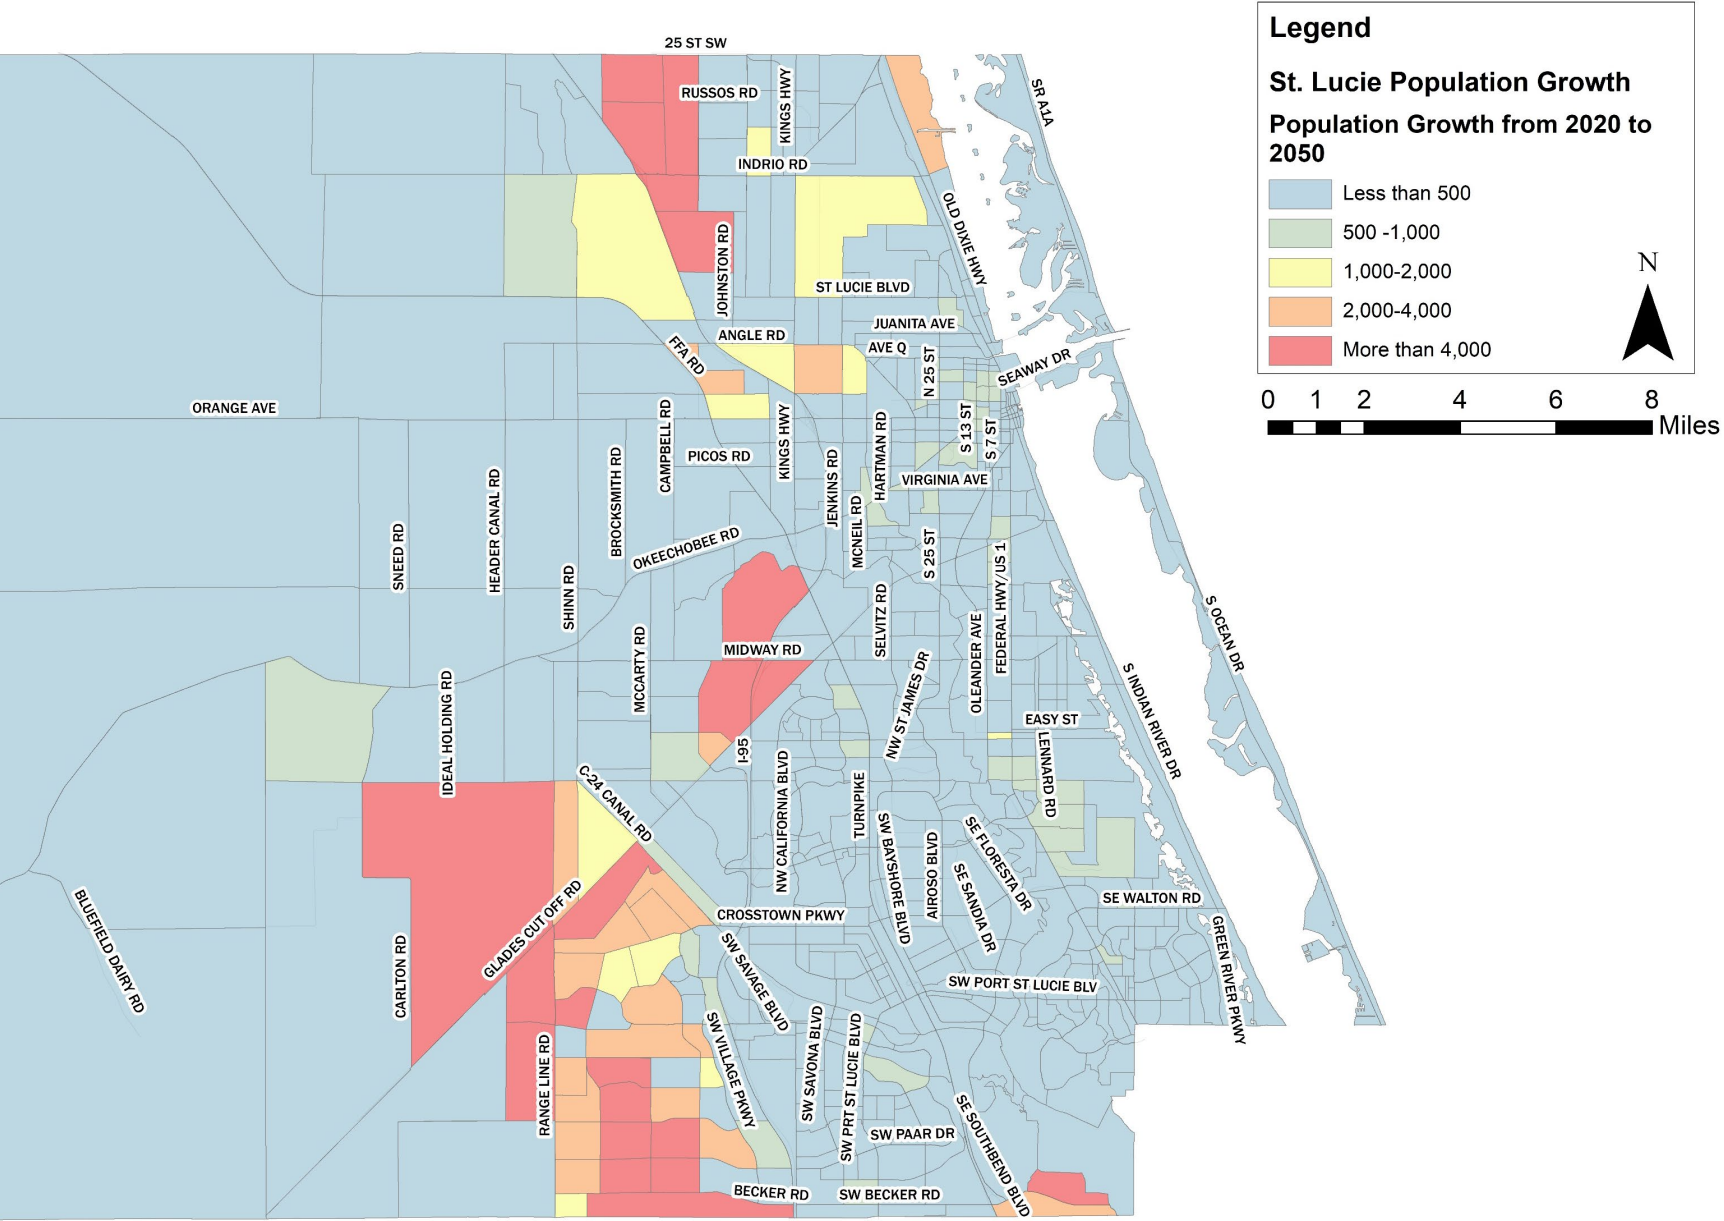 Legend
St. Lucie Population Growth
Population Growth from 2020 to
2050
Less than 500
500 -1,000
1,000-2,000
2,000-4,000
More than 4,000
N
0 1 2 4 6 8
Miles
25 ST SW
RUSSOS RD
KINGS HWY
SR A1A
INDRIO RD
OLD DIXIE HWY
JOHNSTON RD
ST LUCIE BLVD
JUANITA AVE
ANGLE RD
FFA RD
AVE Q
N 25 ST
SEAWAY DR
ORANGE AVE
CAMPBELL RD
KINGS HWY
HARTMAN RD
S 13 ST
S 7 ST
PICOS RD
VIRGINIA AVE
JENKINS RD
BROCKSMITH RD
HEADER CANAL RD
SNEED RD
MCNEIL RD
OKEECHOBEE RD
S 25 ST
SHINN RD
SELVITZ RD
FEDERAL HWY/US 1
OLEANDER AVE
S OCEAN DR
MCCARTY RD
MIDWAY RD
NW ST JAMES DR
S INDIAN RIVER DR
IDEAL HOLDING RD
EASY ST
I-95
LENNARD RD
C-24 CANAL RD
NW CALIFORNIA BLVD
TURNPIKE
SW BAYSHORE BLVD
AIROSO BLVD
SE FLORESTA DR
SE SANDIA DR
BLUEFIELD DAIRY RD
GLADES CUT OFF RD
CROSSTOWN PKWY
SE WALTON RD
GREEN RIVER PKWY
CARLTON RD
SW SAVAGE BLVD
SW PORT ST LUCIE BLV
RANGE LINE RD
SW VILLAGE PKWY
SW SAVONA BLVD
SW PRT ST LUCIE BLVD
SW PAAR DR
SE SOUTHBEND BLVD
BECKER RD
SW BECKER RD